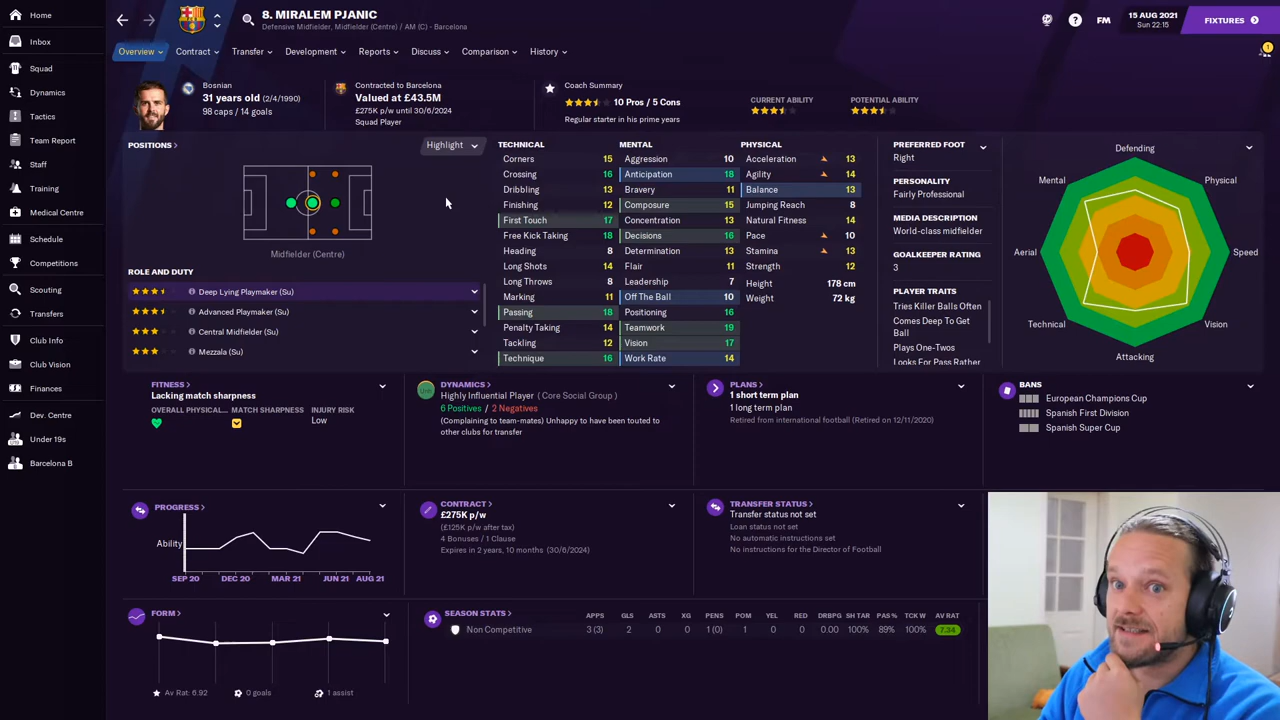 Home
Inbox
Squad
Dynamics
Tactics
Team Report
Staff
Training
Medical Centre
Schedule
Competitions
Scouting
Transfers
Club Info
Club Vision
Finances
Dev. Centre
Under 19s
Barcelona B
8. MIRALEM PJANIC
Defensive Midfielder, Midfielder (Centre) / AM (C) - Barcelona
FM
15 AUG 2021
Sun 22:15
FIXTURES
1
Overview
Contract
Transfer
Development
Reports
Discuss
Comparison
History
Bosnian
31 years old (2/4/1990)
98 caps / 14 goals
Contracted to Barcelona
Valued at £43.5M
£275K p/w until 30/6/2024
Squad Player
Coach Summary
10 Pros / 5 Cons
Regular starter in his prime years
CURRENT ABILITY
POTENTIAL ABILITY
POSITIONS
Highlight
Midfielder (Centre)
ROLE AND DUTY
Deep Lying Playmaker (Su)
Advanced Playmaker (Su)
Central Midfielder (Su)
Mezzala (Su)
TECHNICAL
Corners 15
Crossing 16
Dribbling 13
Finishing 12
First Touch 17
Free Kick Taking 18
Heading 8
Long Shots 14
Long Throws 8
Marking 11
Passing 18
Penalty Taking 14
Tackling 12
Technique 16
MENTAL
Aggression 10
Anticipation 18
Bravery 11
Composure 15
Concentration 13
Decisions 16
Determination 13
Flair 11
Leadership 7
Off The Ball 10
Positioning 16
Teamwork 19
Vision 17
Work Rate 14
PHYSICAL
Acceleration 13
Agility 14
Balance 13
Jumping Reach 8
Natural Fitness 14
Pace 10
Stamina 13
Strength 12
Height 178 cm
Weight 72 kg
PREFERRED FOOT
Right
PERSONALITY
Fairly Professional
MEDIA DESCRIPTION
World-class midfielder
GOALKEEPER RATING
3
PLAYER TRAITS
Tries Killer Balls Often
Comes Deep To Get
Ball
Plays One-Twos
Looks For Pass Rather
Defending
Physical
Speed
Vision
Attacking
Technical
Aerial
Mental
FITNESS
Lacking match sharpness
OVERALL PHYSICAL... MATCH SHARPNESS INJURY RISK
Low
DYNAMICS
Highly Influential Player ( Core Social Group )
6 Positives / 2 Negatives
(Complaining to team-mates) Unhappy to have been touted to
other clubs for transfer
PLANS
1 short term plan
1 long term plan
Retired from international football (Retired on 12/11/2020)
BANS
European Champions Cup
Spanish First Division
Spanish Super Cup
PROGRESS
Ability
SEP 20 DEC 20 MAR 21 JUN 21 AUG 21
CONTRACT
£275K p/w
(£125K p/w after tax)
4 Bonuses / 1 Clause
Expires in 2 years, 10 months (30/6/2024)
TRANSFER STATUS
Transfer status not set
Loan status not set
No automatic instructions set
No instructions for the Director of Football
FORM
Av Rat: 6.92 0 goals 1 assist
SEASON STATS APPS GLS ASTS XG PENS POM YEL RED DRBPG SH TAR PAS % TCK W AV RAT
Non Competitive 3 (3) 2 0 0 1 (0) 1 0 0 0.00 100% 89% 100% 7.34